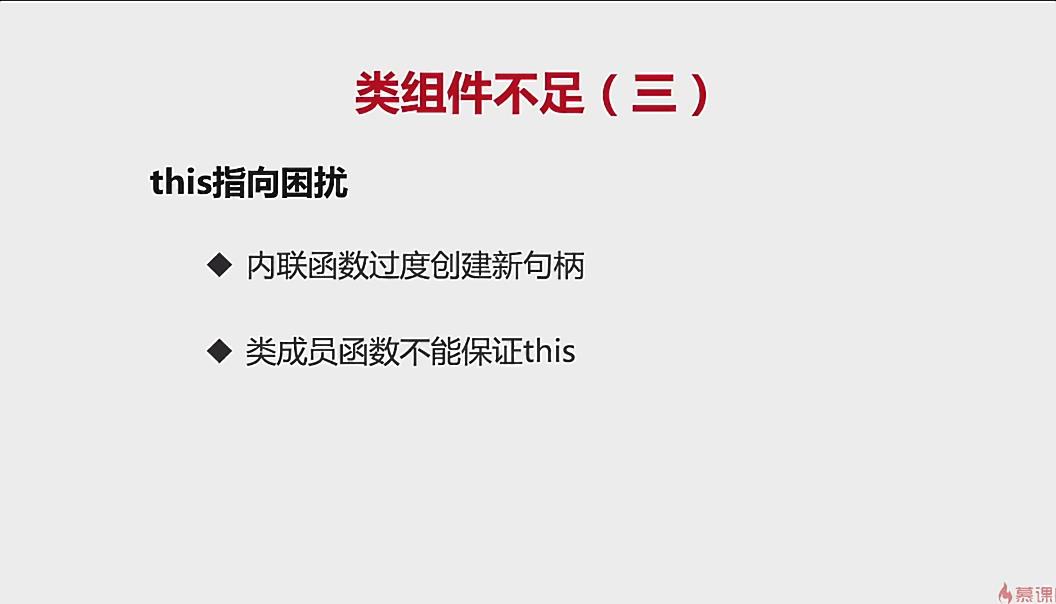 类组件不足（三）
this指向困扰
◆ 内联函数过度创建新句柄
◆ 类成员函数不能保证this
慕课